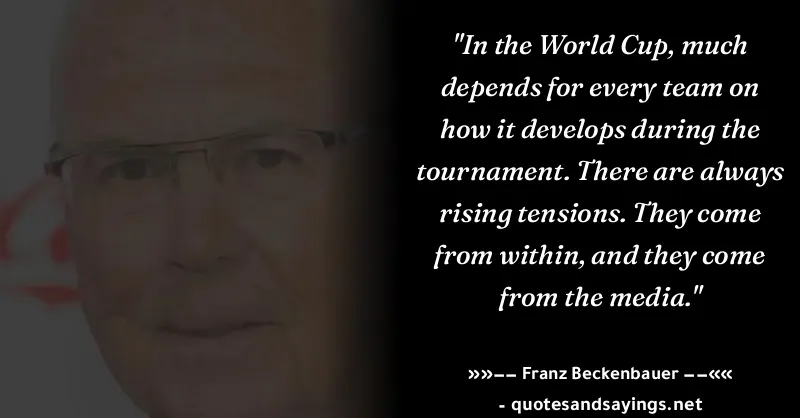 "In the World Cup, much
depends for every team on
how it develops during the
tournament. There are always
rising tensions. They come
from within, and they come
from the media."
»»−− Franz Beckenbauer −−««
- quotesandsayings.net